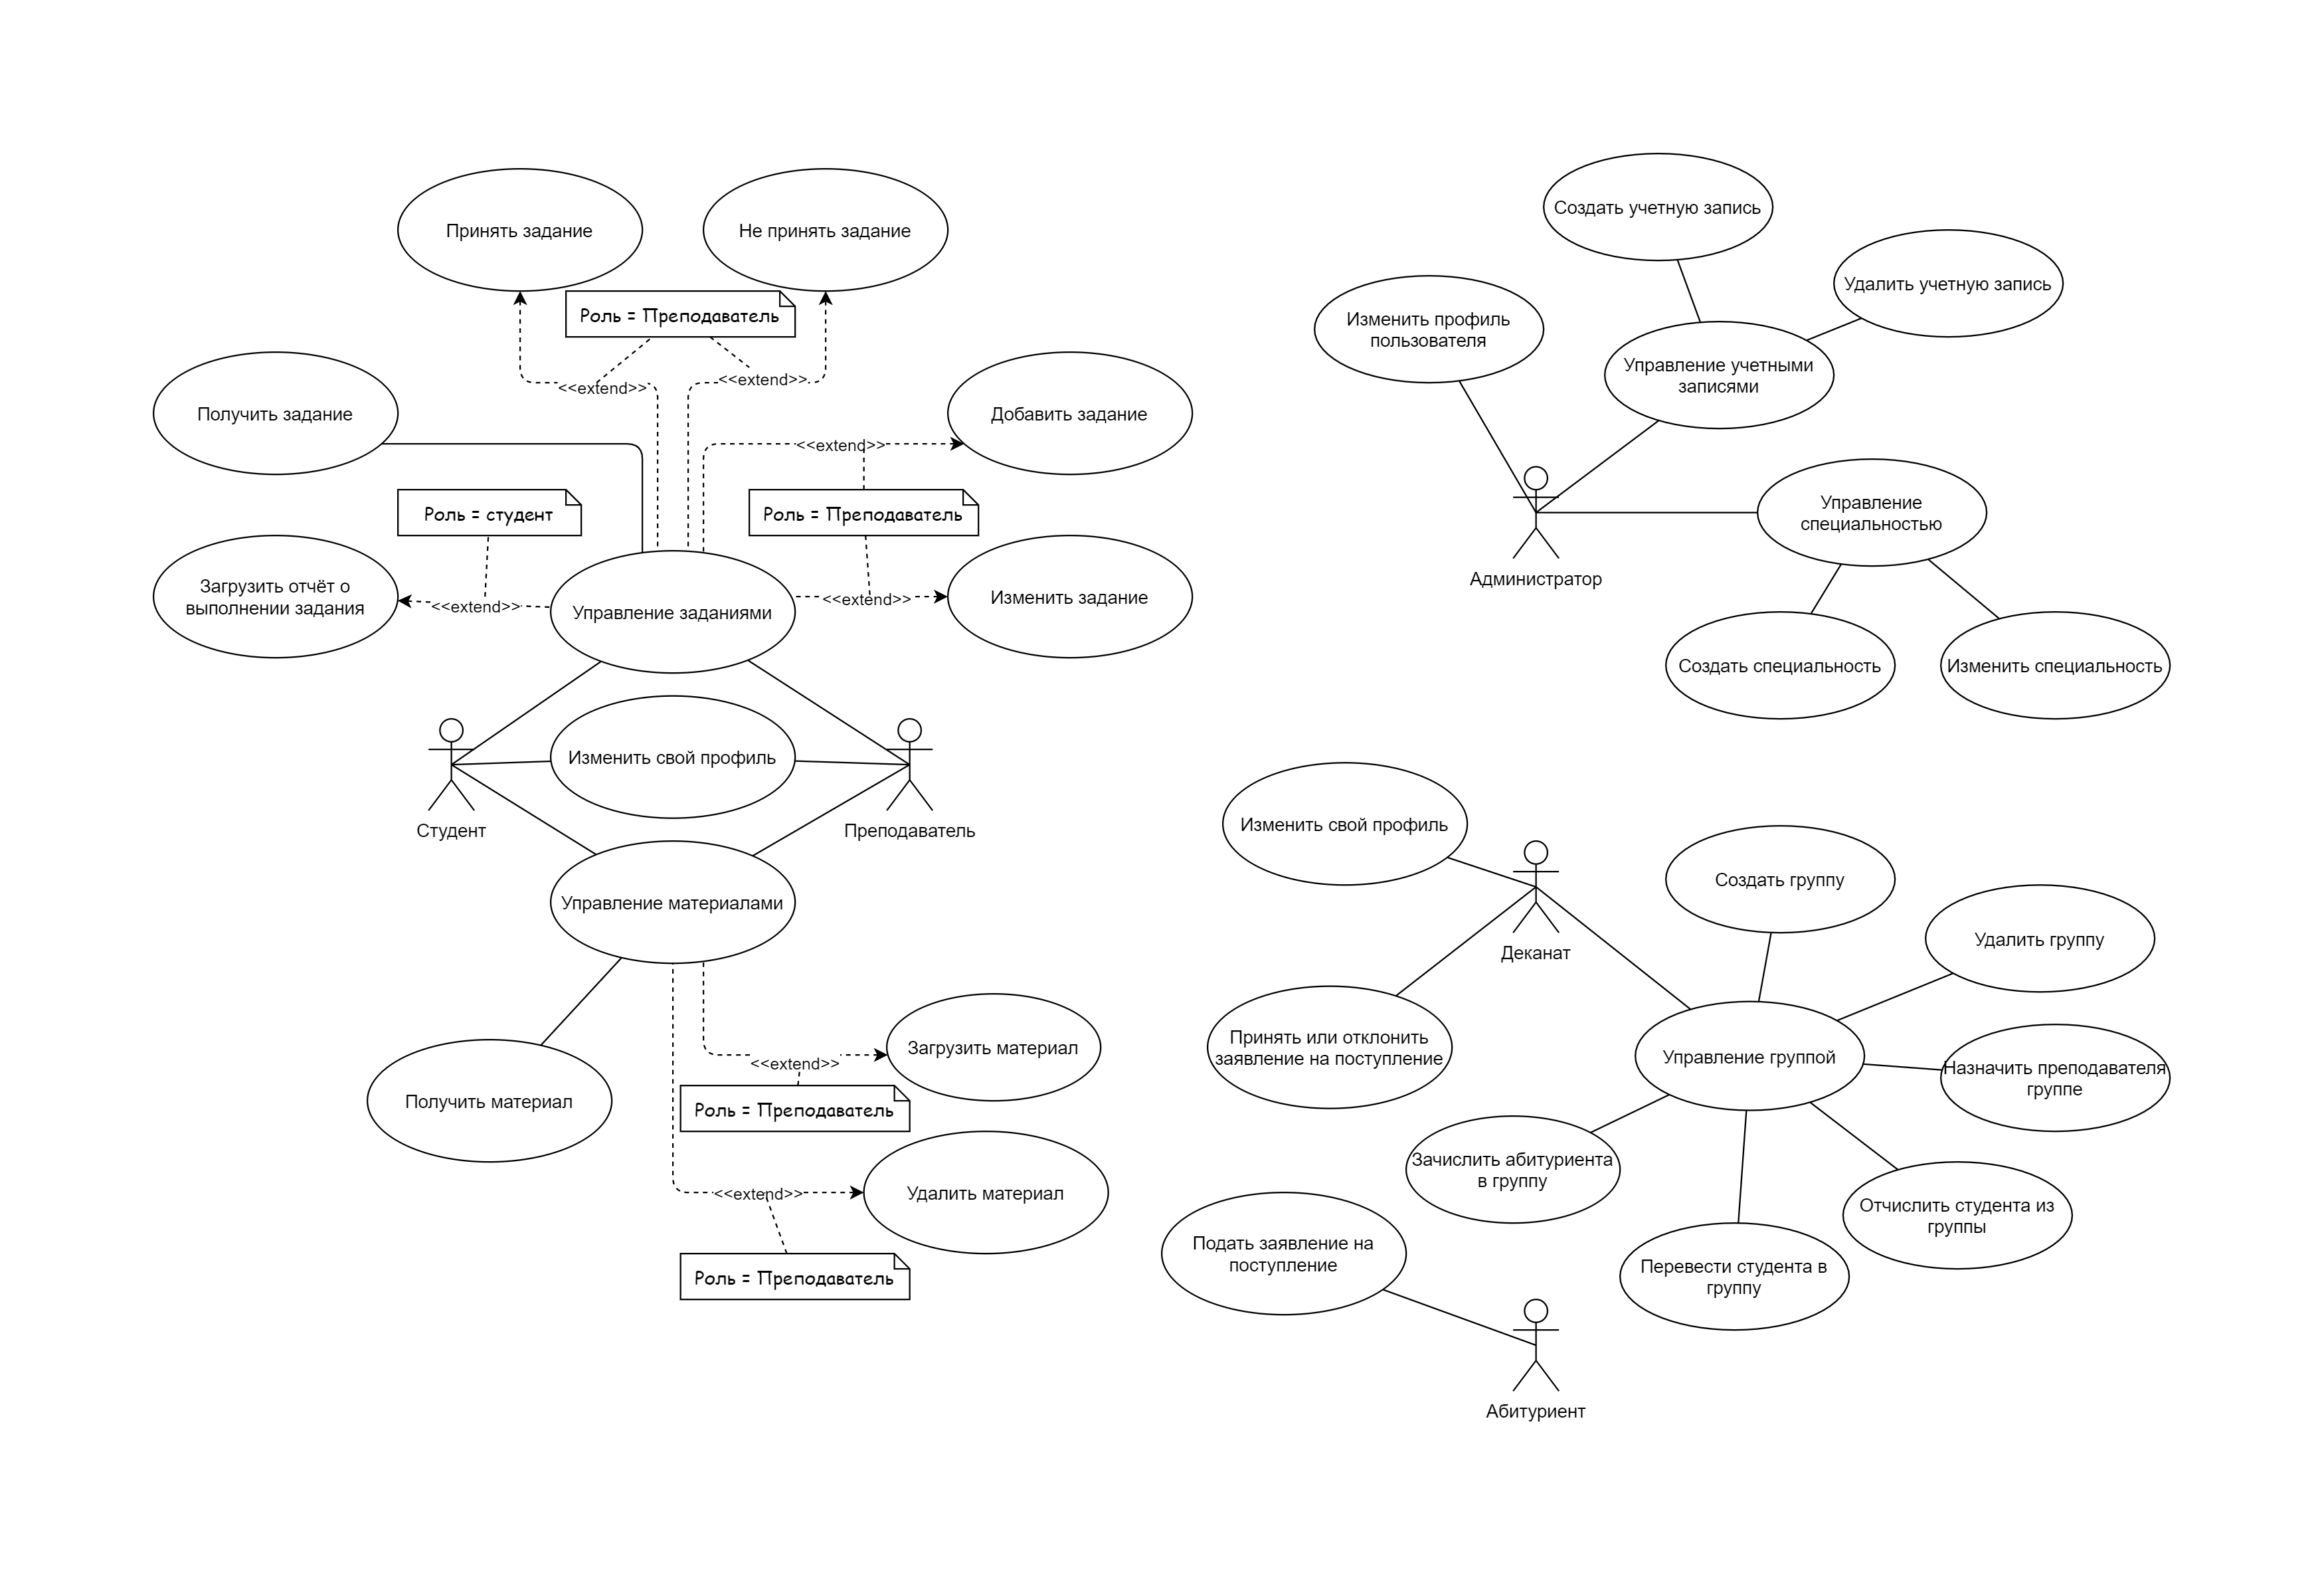 Принять задание
Не принять задание
Роль = Преподаватель
<<extend>>
<<extend>>
Получить задание
Добавить задание
<<extend>>
Роль = студент
Роль = Преподаватель
Загрузить отчёт о
выполнении задания
<<extend>>
Управление заданиями
<<extend>>
Изменить задание
Изменить свой профиль
Студент
Преподаватель
Управление материалами
Получить материал
<<extend>>
Загрузить материал
Роль = Преподаватель
<<extend>>
Удалить материал
Роль = Преподаватель
Создать учетную запись
Удалить учетную запись
Изменить профиль
пользователя
Управление учетными
записями
Управление
специальностью
Администратор
Создать специальность
Изменить специальность
Изменить свой профиль
Деканат
Создать группу
Удалить группу
Принять или отклонить
заявление на поступление
Управление группой
Назначить преподавателя
группе
Зачислить абитуриента
в группу
Отчислить студента из
группы
Перевести студента в
группу
Подать заявление на
поступление
Абитуриент